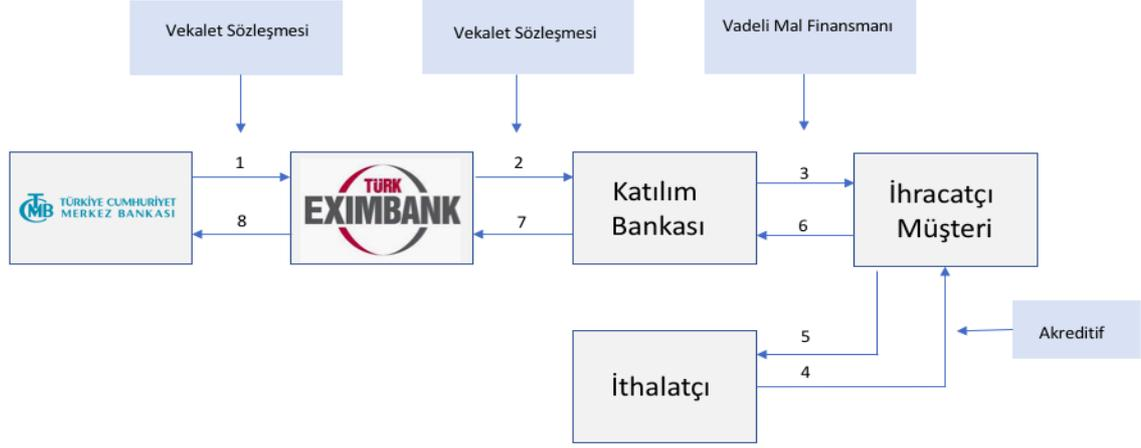 Vekalet Sözleşmesi
Vekalet Sözleşmesi
Vadeli Mal Finansmanı
1
2
3
TCMB
TÜRKİYE CUMHURİYET
MERKEZ BANKASI
TÜRK
EXIMBANK
Katılım
Bankası
İhracatçı
Müşteri
8
7
6
Akreditif
5
4
İthalatçı